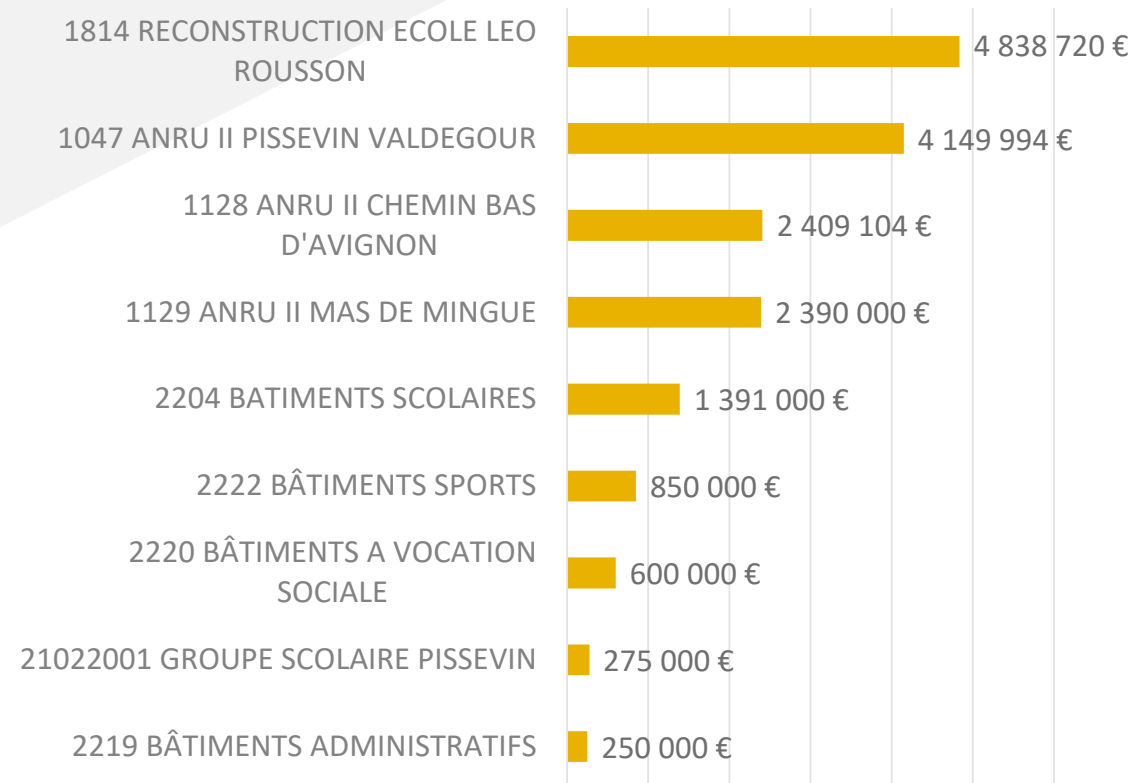 1814 RECONSTRUCTION ECOLE LEO
ROUSSON
4 838 720 €
1047 ANRU II PISSEVIN VALDEGOUR
4 149 994 €
1128 ANRU II CHEMIN BAS
D'AVIGNON
2 409 104 €
1129 ANRU II MAS DE MINGUE
2 390 000 €
2204 BATIMENTS SCOLAIRES
1 391 000 €
2222 BÂTIMENTS SPORTS
850 000 €
2220 BÂTIMENTS A VOCATION
SOCIALE
600 000 €
21022001 GROUPE SCOLAIRE PISSEVIN
275 000 €
2219 BÂTIMENTS ADMINISTRATIFS
250 000 €